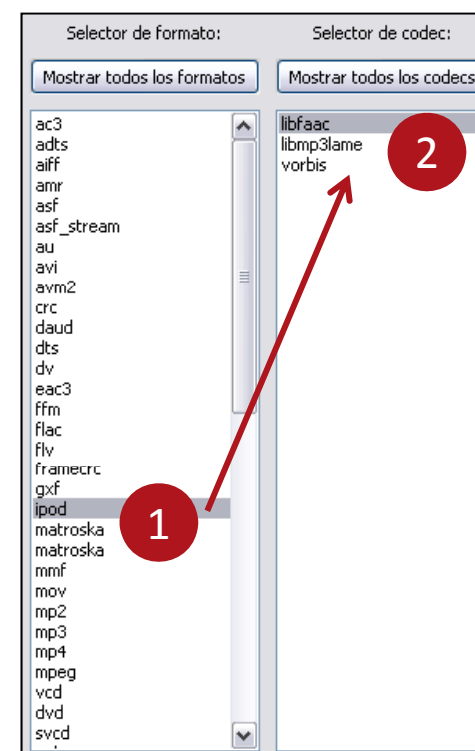 Selector de formato:
Mostrar todos los formatos
ac3
adts
aiff
amr
asf
asf_stream
au
avi
avm2
crc
daud
dts
dv
eac3
ffm
flac
flv
framecrc
gxf
ipod
matroska
matroska
mmf
mov
mp2
mp3
mp4
mpeg
vcd
dvd
svcd
1
Selector de codec:
Mostrar todos los codecs
libfaac
libmp3lame
vorbis
2